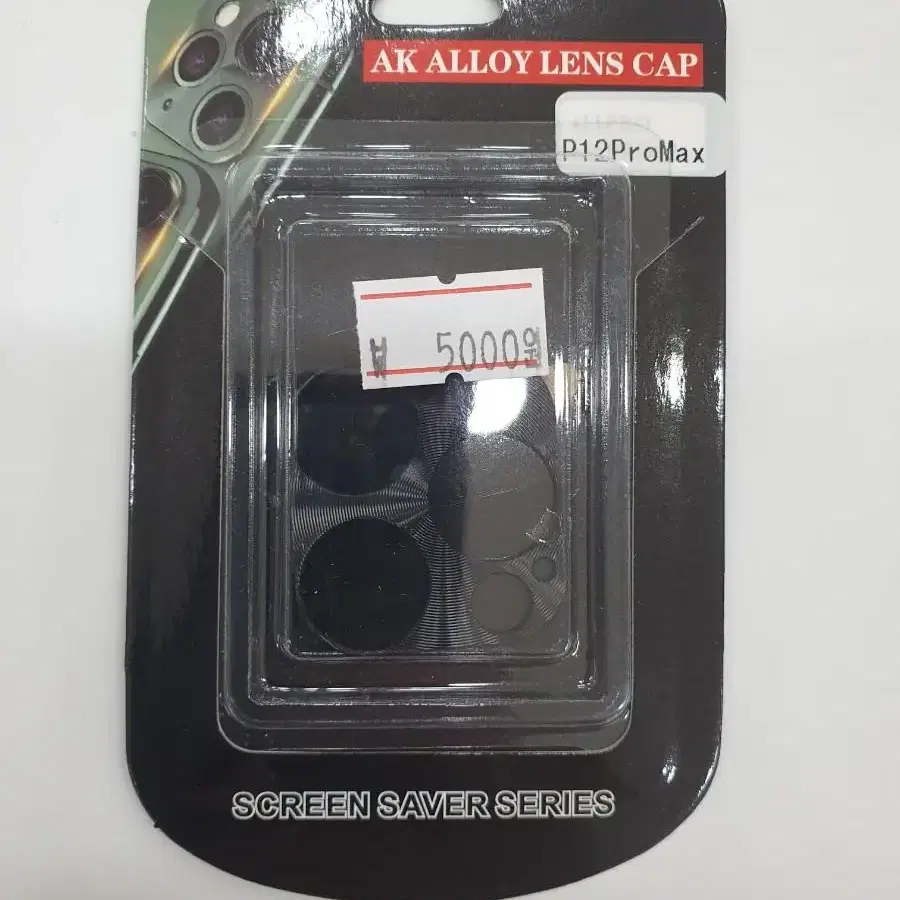 AK ALLOY LENS CAP
P12ProMax
₩ 5000원
SCREEN SAVER SERIES